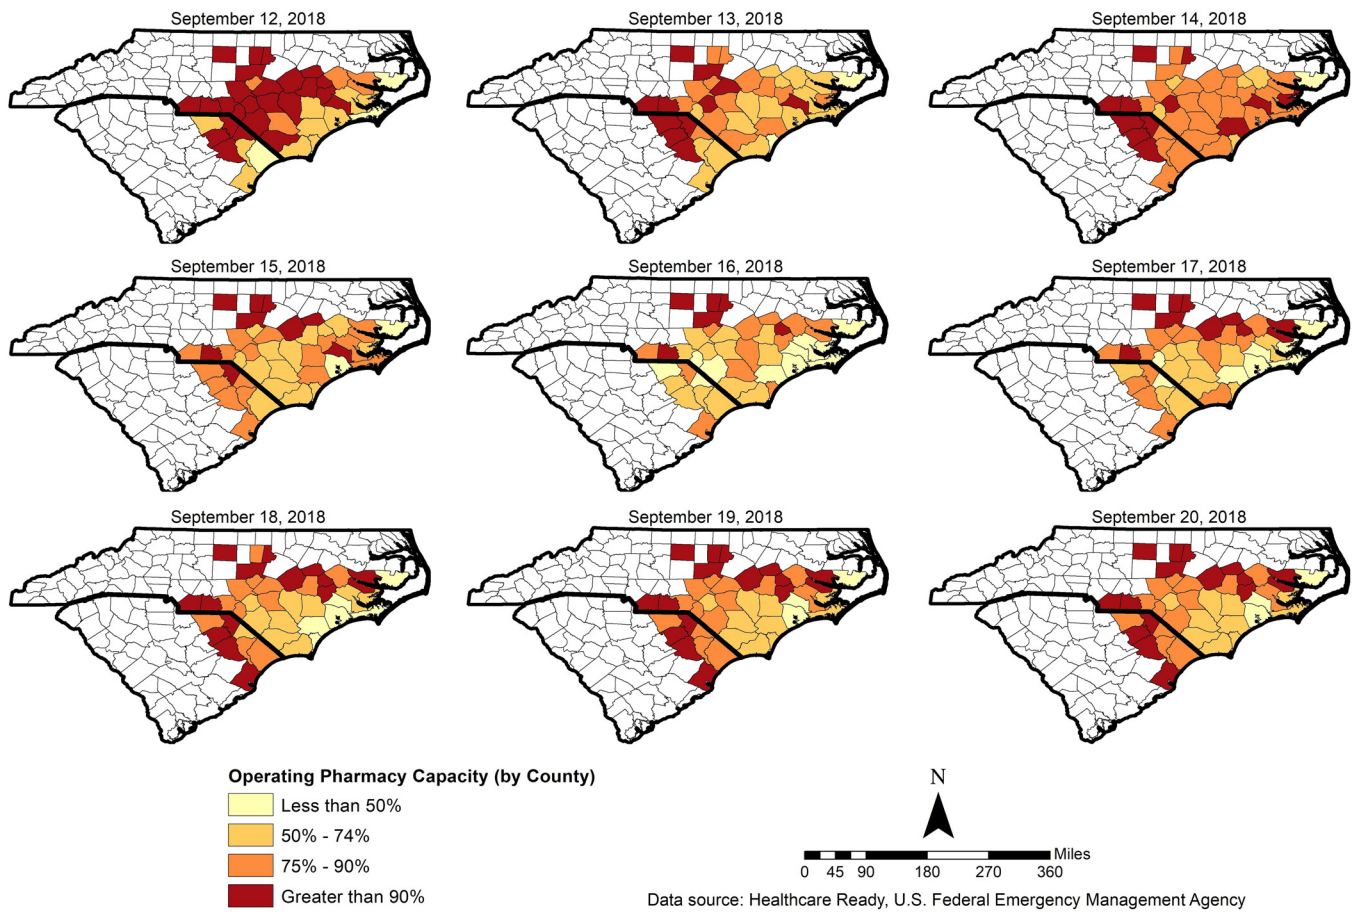 September 12, 2018
September 13, 2018
September 14, 2018
September 15, 2018
September 16, 2018
September 17, 2018
September 18, 2018
September 19, 2018
September 20, 2018
Operating Pharmacy Capacity (by County)
Less than 50%
50% - 74%
75% - 90%
Greater than 90%
N
Miles
0 45 90 180 270 360
Data source: Healthcare Ready, U.S. Federal Emergency Management Agency